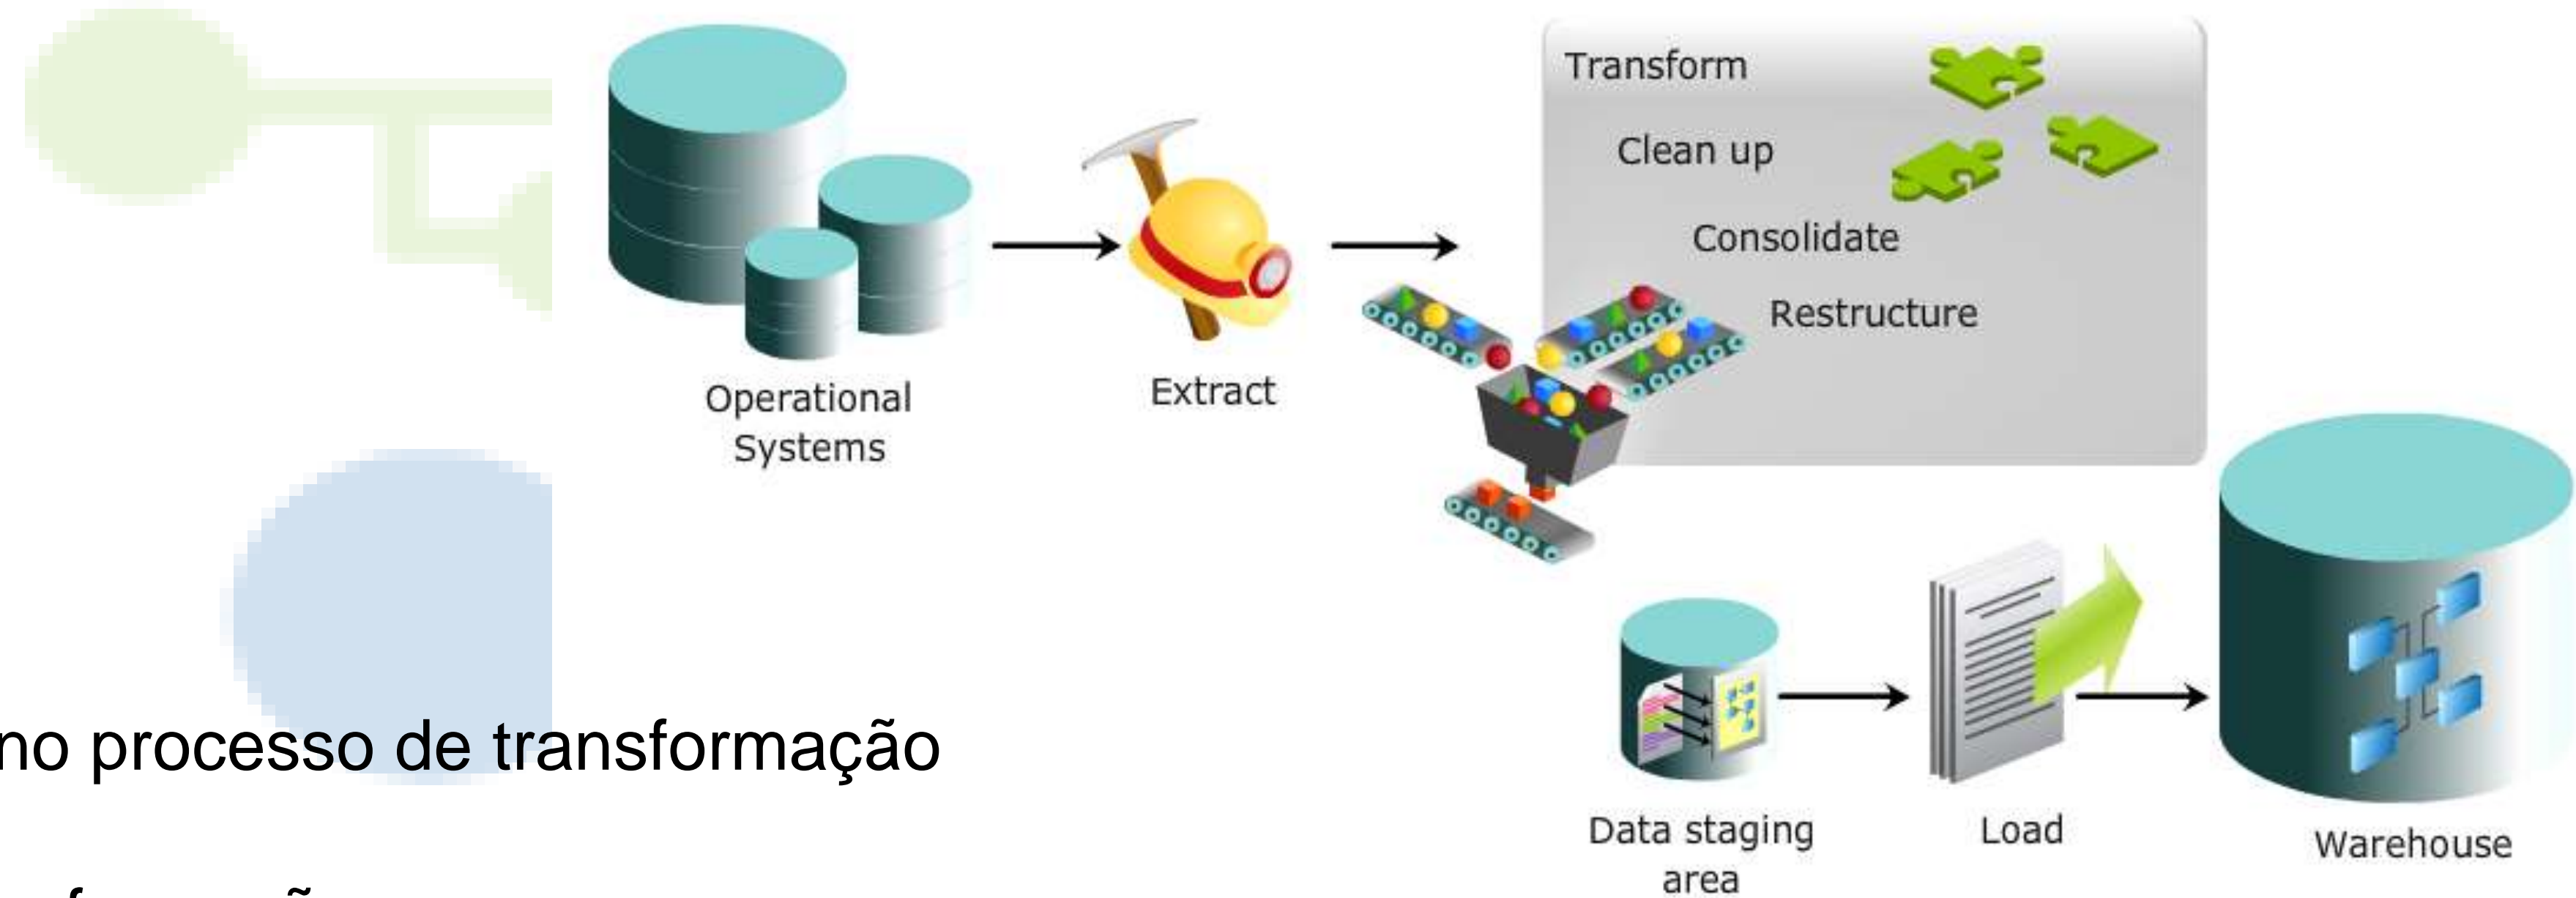 Transform
Clean up
Consolidate
Restructure
Operational
Systems
Extract
no processo de transformação
Data staging
area
Load
Warehouse